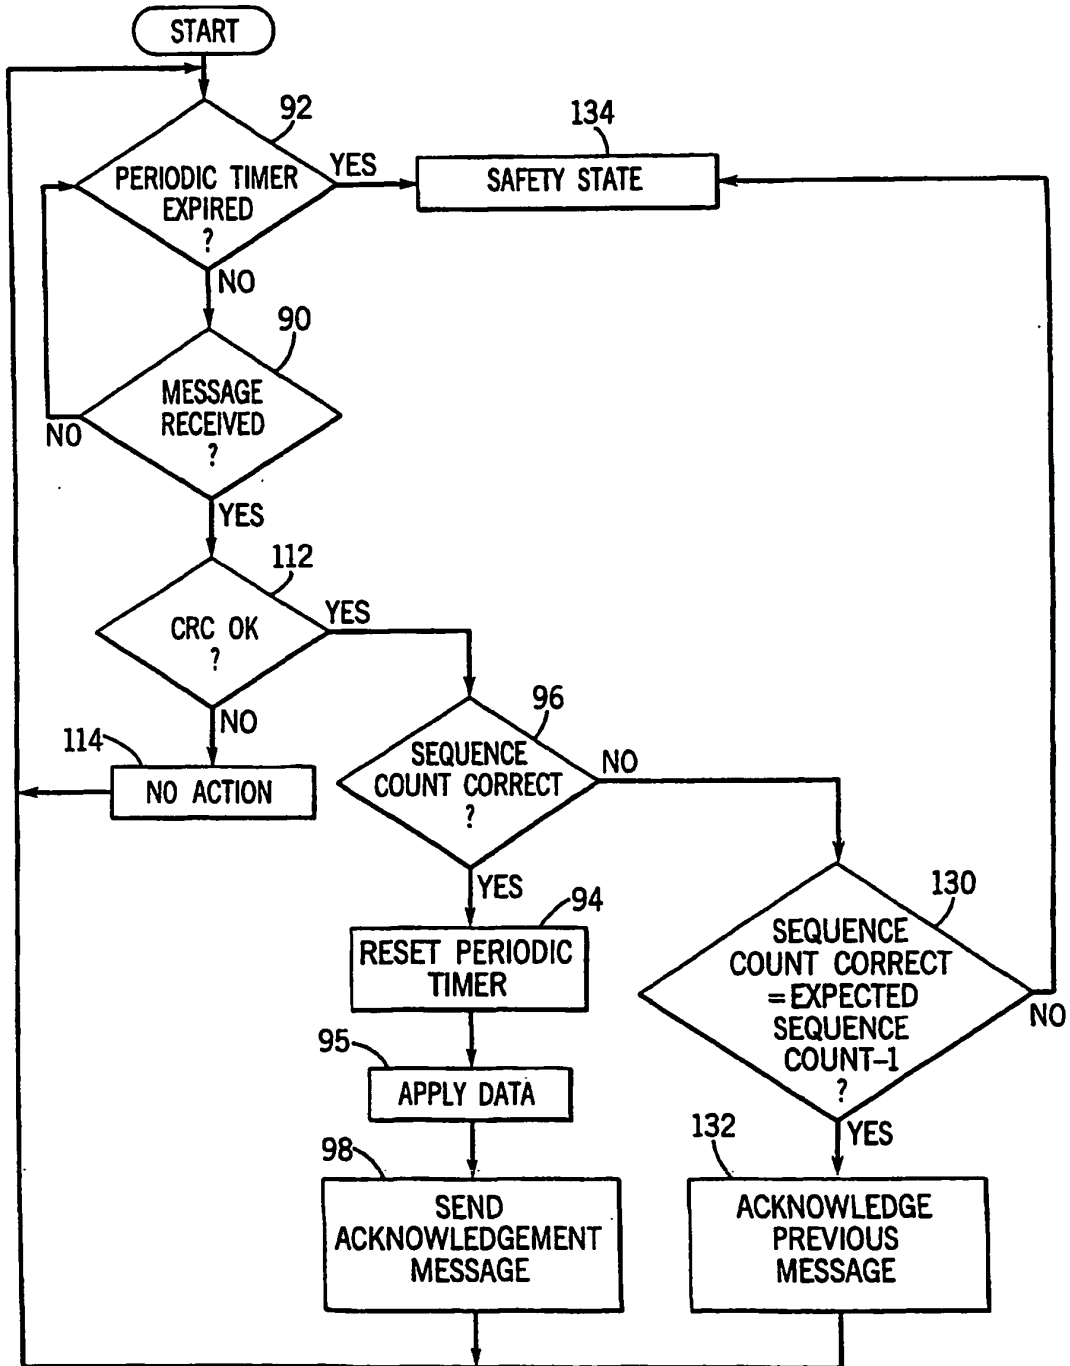 START
92
134
PERIODIC TIMER
EXPIRED
?
YES
SAFETY STATE
NO
90
MESSAGE
RECEIVED
?
NO
YES
112
CRC OK
?
YES
NO
96
114
NO ACTION
SEQUENCE
COUNT CORRECT
?
NO
YES
94
130
RESET PERIODIC
TIMER
SEQUENCE
COUNT CORRECT
=EXPECTED
SEQUENCE
COUNT-1
?
NO
95
APPLY DATA
YES
98
132
SEND
ACKNOWLEDGEMENT
MESSAGE
ACKNOWLEDGE
PREVIOUS
MESSAGE